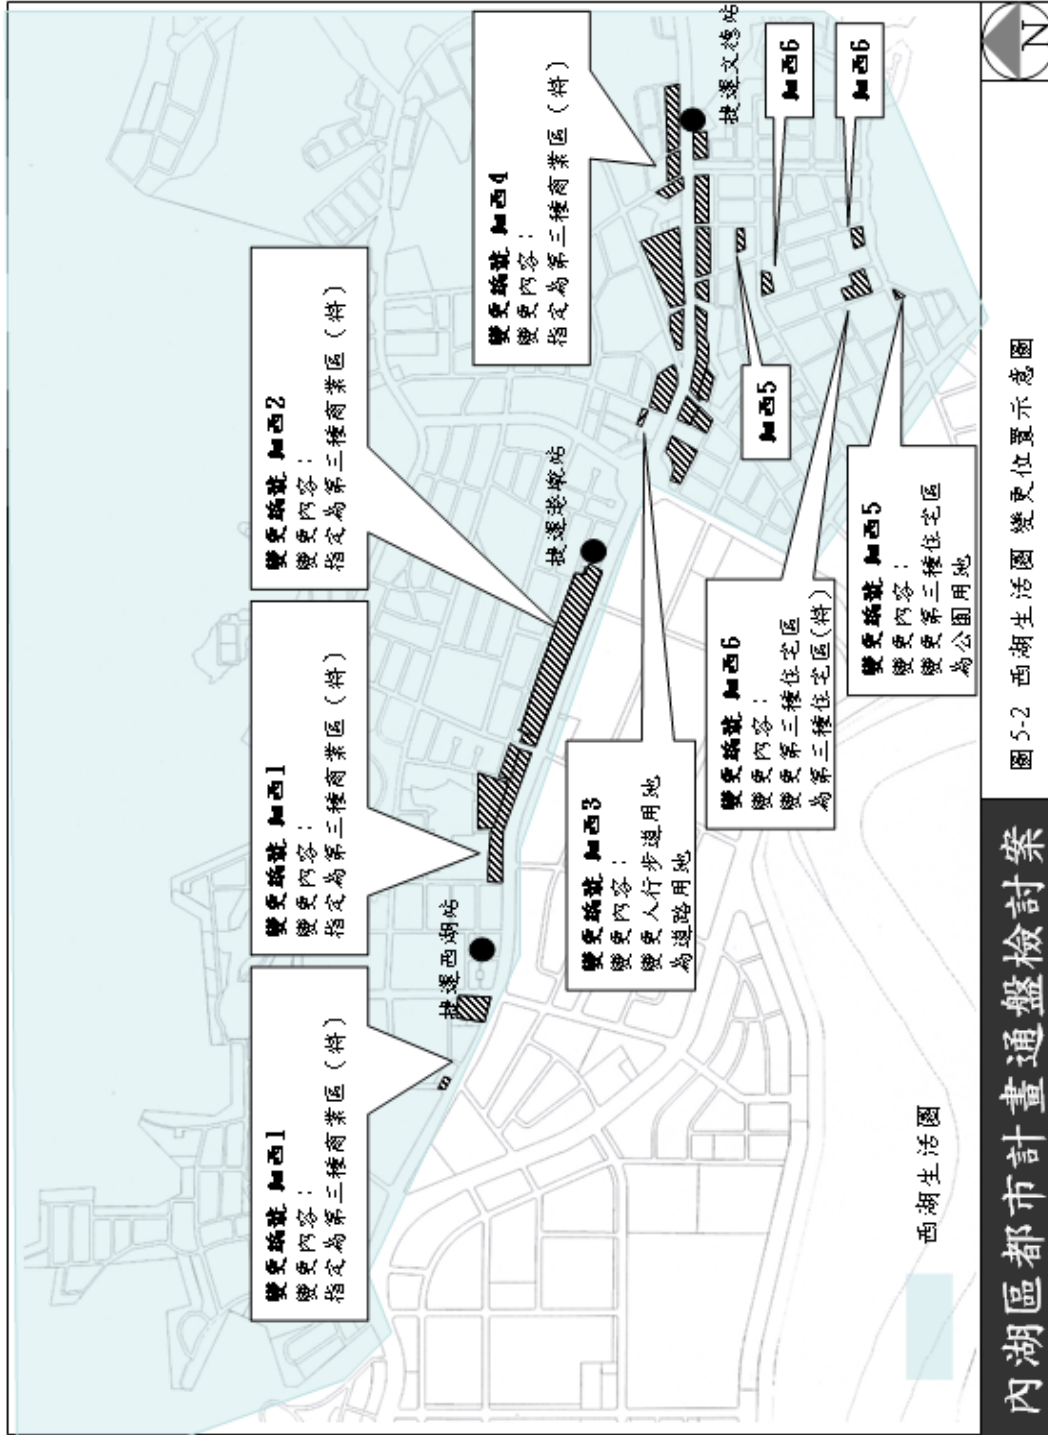 變更編號 細西1
變更內容：
指定為第三種商業區（特）
變更編號 細西1
變更內容：
指定為第三種商業區（特）
變更編號 細西2
變更內容：
指定為第三種商業區（特）
變更編號 細西4
變更內容：
指定為第三種商業區（特）
捷運西湖站
捷運港墘站
捷運文德站
變更編號 細西3
變更內容：
變更人行步道用地
為道路用地
變更編號 細西6
變更內容：
變更第三種住宅區
為第三種住宅區(特)
細西5
細西6
細西6
變更編號 細西5
變更內容：
變更第三種住宅區
為公園用地
西湖生活圈
內湖區都市計畫通盤檢討案
圖5-2 西湖生活圈 變更位置示意圖
N